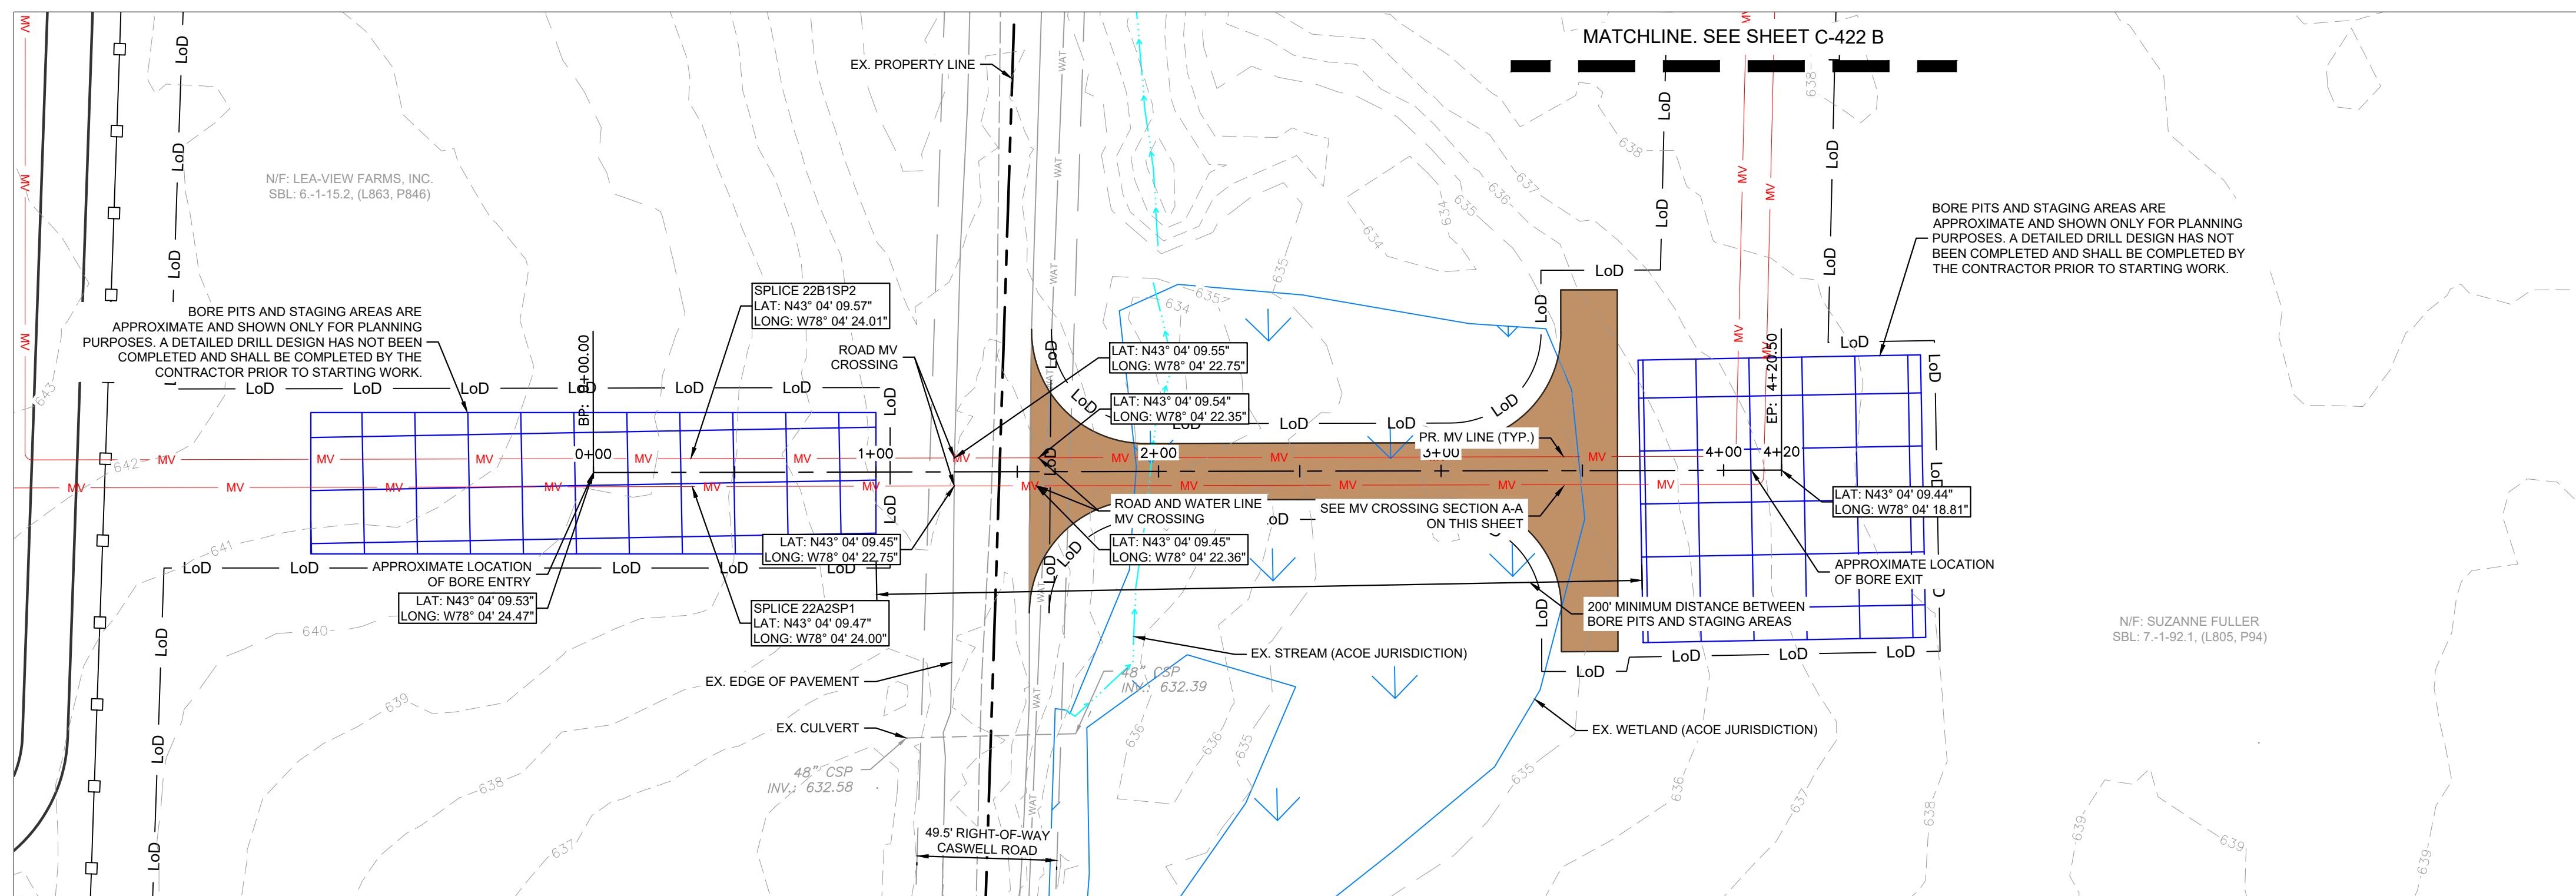 MATCHLINE. SEE SHEET C-422 B
EX. PROPERTY LINE
N/F: LEA-VIEW FARMS, INC.
SBL: 6.-1-15.2, (L863, P846)
BORE PITS AND STAGING AREAS ARE
APPROXIMATE AND SHOWN ONLY FOR PLANNING
PURPOSES. A DETAILED DRILL DESIGN HAS NOT BEEN
COMPLETED AND SHALL BE COMPLETED BY THE
CONTRACTOR PRIOR TO STARTING WORK.
BP: 0+00.00
SPLICE 22B1SP2
LAT: N43° 04' 09.57"
LONG: W78° 04' 24.01"
ROAD MV
CROSSING
LAT: N43° 04' 09.55"
LONG: W78° 04' 22.75"
LAT: N43° 04' 09.54"
LONG: W78° 04' 22.35"
PR. MV LINE (TYP.)
BORE PITS AND STAGING AREAS ARE
APPROXIMATE AND SHOWN ONLY FOR PLANNING
PURPOSES. A DETAILED DRILL DESIGN HAS NOT
BEEN COMPLETED AND SHALL BE COMPLETED BY
THE CONTRACTOR PRIOR TO STARTING WORK.
EP: 4+20.50
0+00
1+00
2+00
3+00
4+00
4+20
LAT: N43° 04' 09.44"
LONG: W78° 04' 18.81"
ROAD AND WATER LINE
MV CROSSING
SEE MV CROSSING SECTION A-A
ON THIS SHEET
LAT: N43° 04' 09.45"
LONG: W78° 04' 22.75"
LAT: N43° 04' 09.45"
LONG: W78° 04' 22.36"
APPROXIMATE LOCATION
OF BORE ENTRY
LAT: N43° 04' 09.53"
LONG: W78° 04' 24.47"
SPLICE 22A2SP1
LAT: N43° 04' 09.47"
LONG: W78° 04' 24.00"
APPROXIMATE LOCATION
OF BORE EXIT
200' MINIMUM DISTANCE BETWEEN
BORE PITS AND STAGING AREAS
N/F: SUZANNE FULLER
SBL: 7.-1-92.1, (L805, P94)
EX. STREAM (ACOE JURISDICTION)
EX. EDGE OF PAVEMENT
48" CSP
INV.: 632.39
EX. CULVERT
EX. WETLAND (ACOE JURISDICTION)
48" CSP
INV.: 632.58
49.5' RIGHT-OF-WAY
CASWELL ROAD
LoD
MV
WAT
643
642
641
640
639
638
637
636
635
634